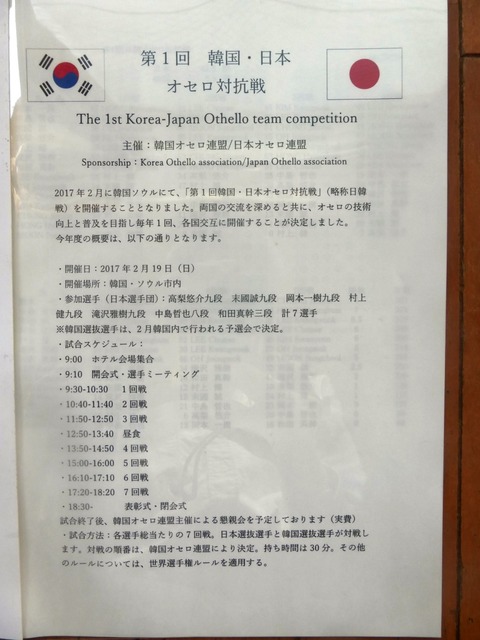 第１回　韓国・日本
オセロ対抗戦
The 1st Korea-Japan Othello team competition
主催：韓国オセロ連盟/日本オセロ連盟
Sponsorship：Korea Othello association/Japan Othello association
2017年2月に韓国ソウルにて、「第１回韓国・日本オセロ対抗戦」（略称日韓
戦）を開催することとなりました。両国の交流を深めると共に、オセロの技術
向上と普及を目指し毎年１回、各国交互に開催することが決定しました。
今年度の概要は、以下の通りとなります。
・開催日：2017年2月19日（日）
・開催場所：韓国・ソウル市内
・参加選手（日本選手団）：高梨悠介九段　末國誠九段　岡本一樹九段　村上
健九段　滝沢雅樹九段　中島哲也八段　和田真幹三段　計７選手
※韓国選抜選手は、2月韓国内で行われる予選会で決定。
・試合スケジュール：
・9:00　ホテル会場集合
・9:10　開会式・選手ミーティング
・9:30-10:30　1回戦
・10:40-11:40　2回戦
・11:50-12:50　3回戦
・12:50-13:40　昼食
・13:50-14:50　4回戦
・15:00-16:00　5回戦
・16:10-17:10　6回戦
・17:20-18:20　7回戦
・18:30-　表彰式・閉会式
試合終了後、韓国オセロ連盟主催による懇親会を予定しております（実費）
・試合方法：各選手総当たりの７回戦。日本選抜選手と韓国選抜選手が対戦し
ます。対戦の順番は、韓国オセロ連盟により決定。持ち時間は30分。その他
のルールについては、世界選手権ルールを適用する。